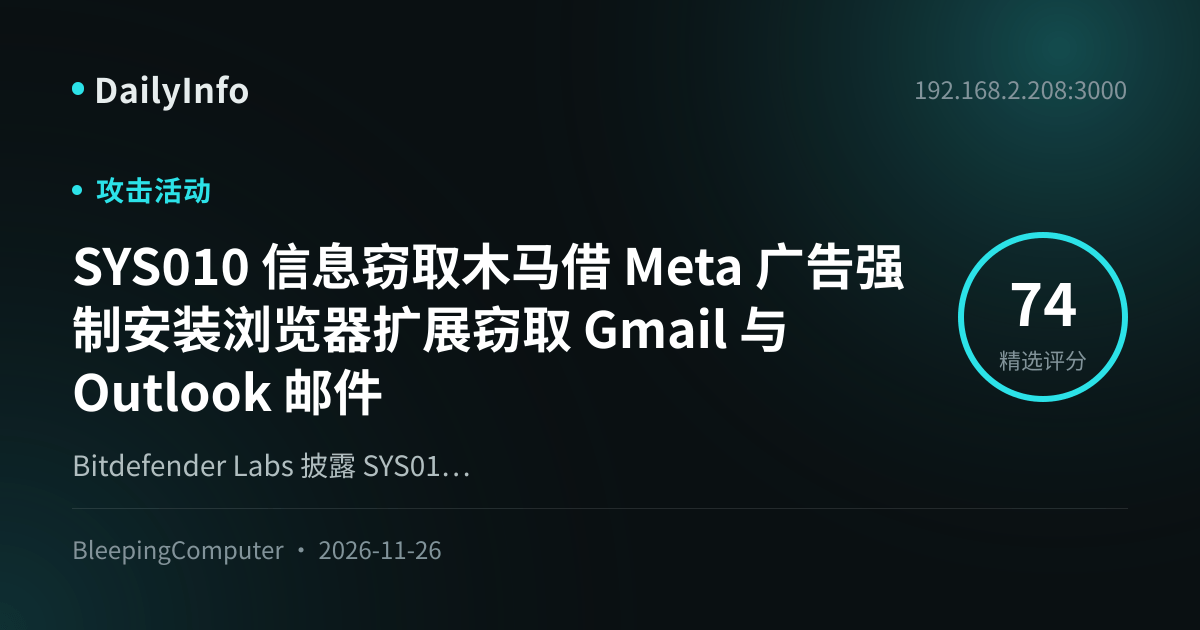 DailyInfo
192.168.2.208:3000
攻击活动
SYS010 信息窃取木马借 Meta 广告强
制安装浏览器扩展窃取 Gmail 与
Outlook 邮件
74
精选评分
Bitdefender Labs 披露 SYS01…
BleepingComputer · 2026-11-26